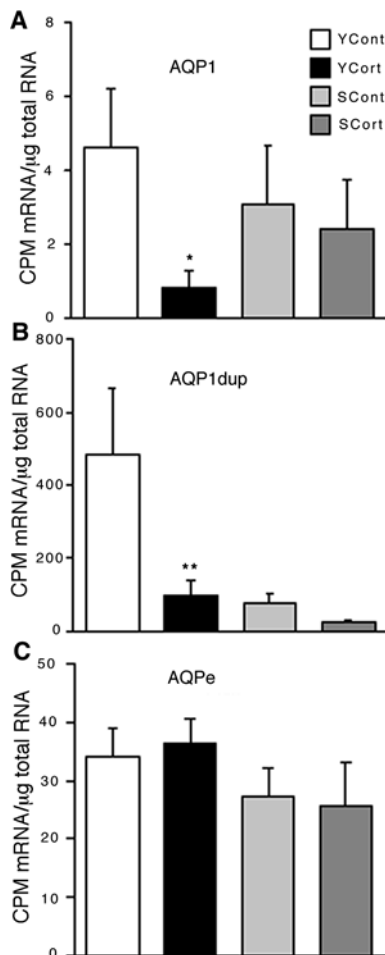 A
8
6
4
2
0
CPM mRNA/μg total RNA
AQP1
YCont
YCort
SCont
SCort
*
B
800
600
400
200
0
CPM mRNA/μg total RNA
AQP1dup
**
C
50
40
30
20
10
0
CPM mRNA/μg total RNA
AQPe